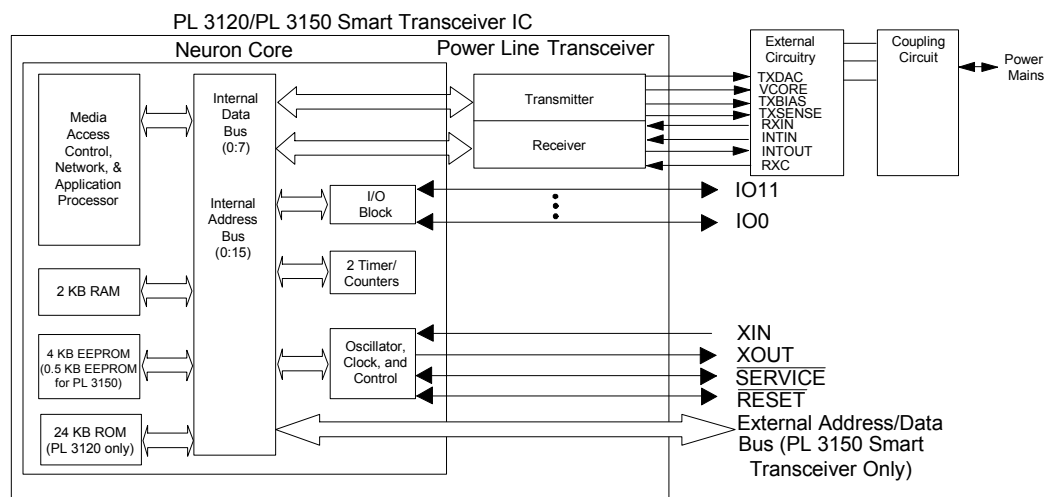 PL 3120/PL 3150 Smart Transceiver IC
Neuron Core
Power Line Transceiver
Media
Access
Control,
Network, &
Application
Processor
2 KB RAM
4 KB EEPROM
(0.5 KB EEPROM
for PL 3150)
24 KB ROM
(PL 3120 only)
Internal
Data
Bus
(0:7)
Internal
Address
Bus
(0:15)
I/O
Block
2 Timer/
Counters
Oscillator,
Clock, and
Control
Transmitter
Receiver
External
Circuitry
TXDAC
VCORE
TXBIAS
TXSENSE
RXIN
INTIN
INTOUT
RXC
Coupling
Circuit
Power
Mains
IO11
IO0
XIN
XOUT
SERVICE
RESET
External Address/Data
Bus (PL 3150 Smart
Transceiver Only)